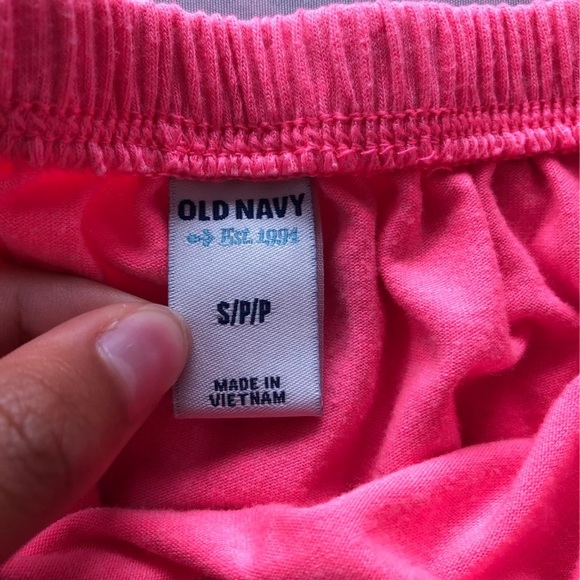 OLD NAVY
Est. 1994
S/P/P
MADE IN
VIETNAM